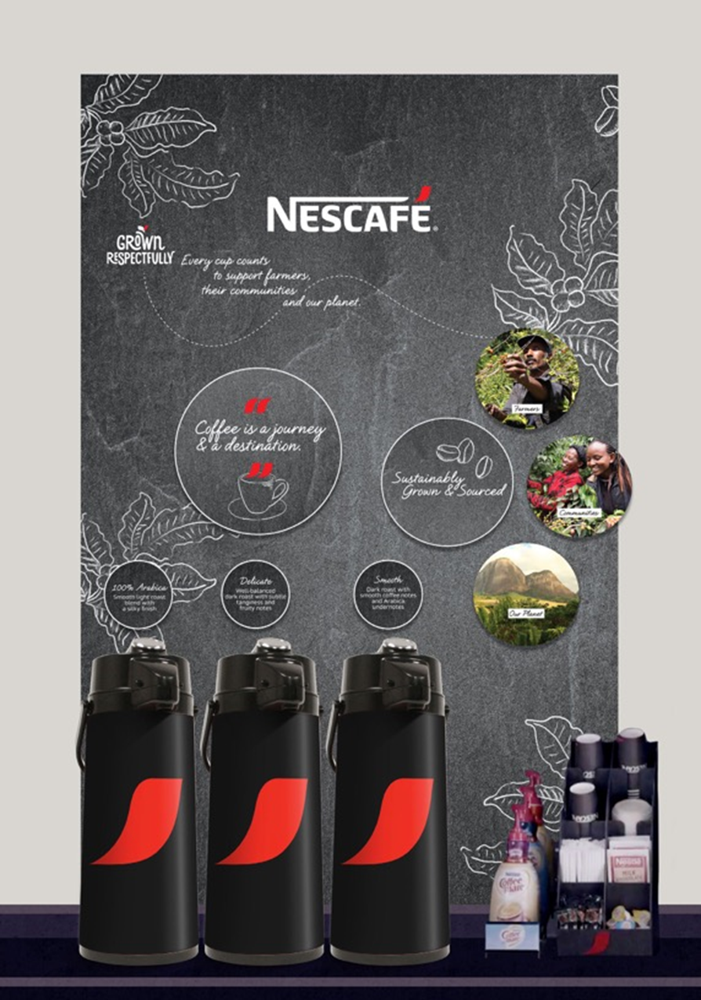 NESCAFÉ®
GROWN
RESPECTFULLY
Every cup counts
to support farmers,
their communities
and our planet.
Farmers
“
Coffee is a journey
& a destination.
”
Sustainably
Grown & Sourced
Communities
Our Planet
100% Arabica
Smooth light roast
blend with
a silky finish
Delicate
Well-balanced
dark roast with subtle
tanginess and
fruity notes
Smooth
Dark roast with
smooth coffee notes
and Arabica
undernotes
Nestlé
MILK
Coffee
mate
Coffee
mate